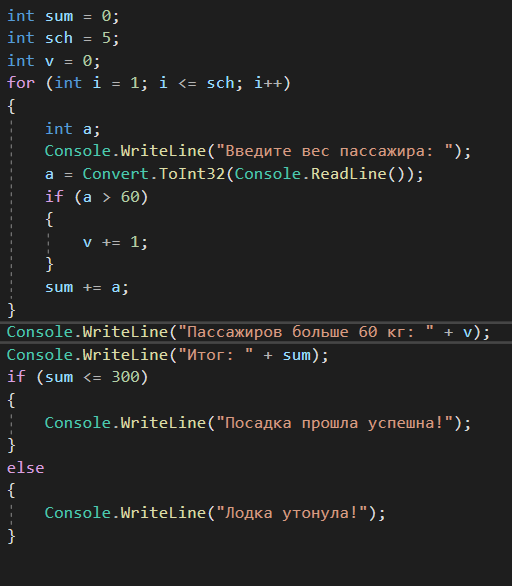 int sum = 0;
int sch = 5;
int v = 0;
for (int i = 1; i <= sch; i++)
{
    int a;
    Console.WriteLine("Введите вес пассажира: ");
    a = Convert.ToInt32(Console.ReadLine());
    if (a > 60)
    {
        v += 1;
    }
    sum += a;
}
Console.WriteLine("Пассажиров больше 60 кг: " + v);
Console.WriteLine("Итог: " + sum);
if (sum <= 300)
{
    Console.WriteLine("Посадка прошла успешна!");
}
else
{
    Console.WriteLine("Лодка утонула!");
}